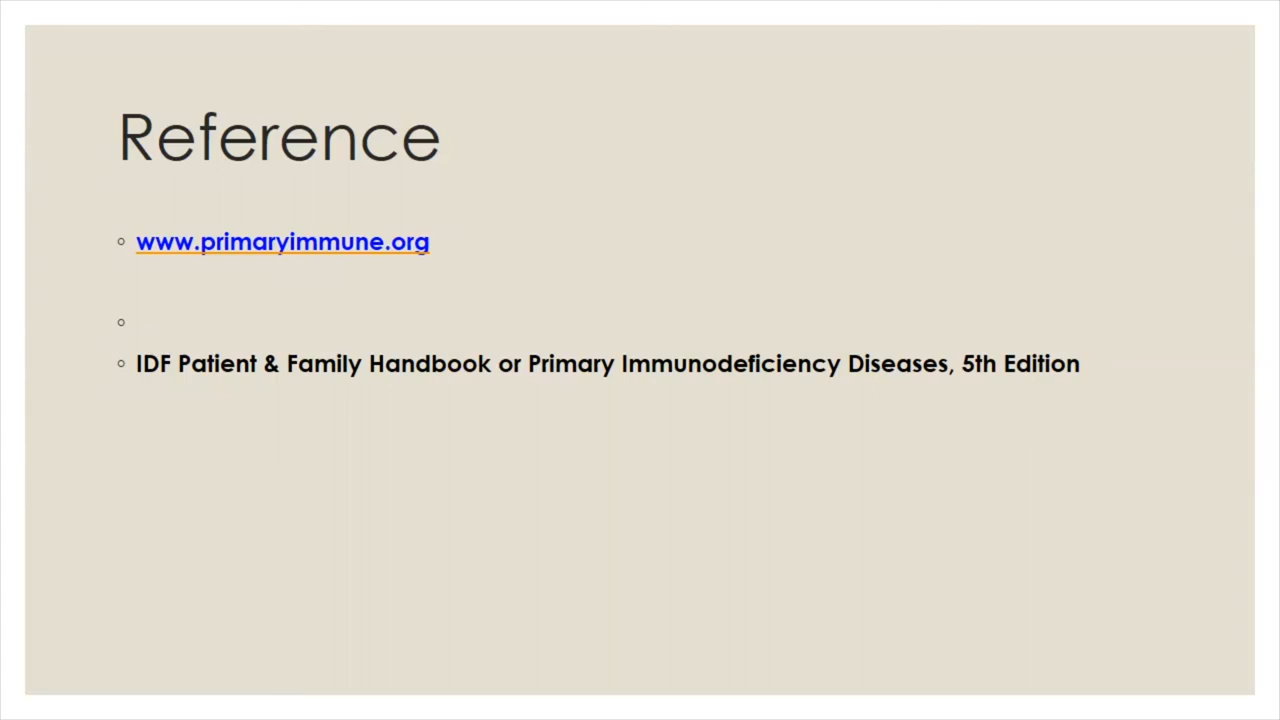 Reference
www.primaryimmune.org
IDF Patient & Family Handbook or Primary Immunodeficiency Diseases, 5th Edition